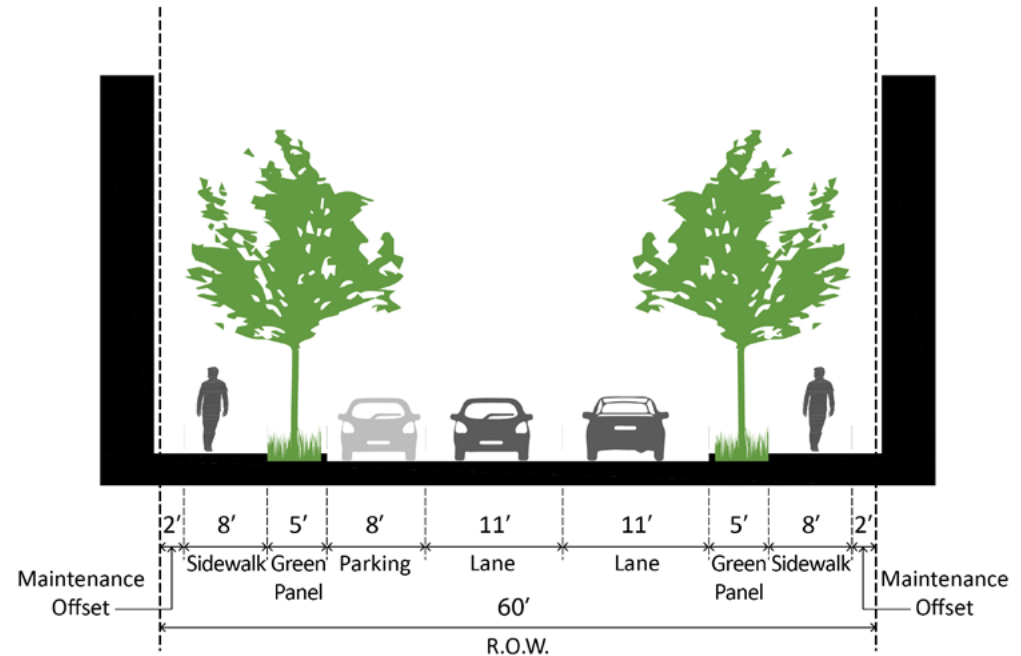 2′ 8′ 5′ 8′ 11′ 11′ 5′ 8′ 2′
Sidewalk Green Parking Lane Lane Green Sidewalk
Panel Panel
Maintenance Maintenance
Offset Offset
60′
R.O.W.